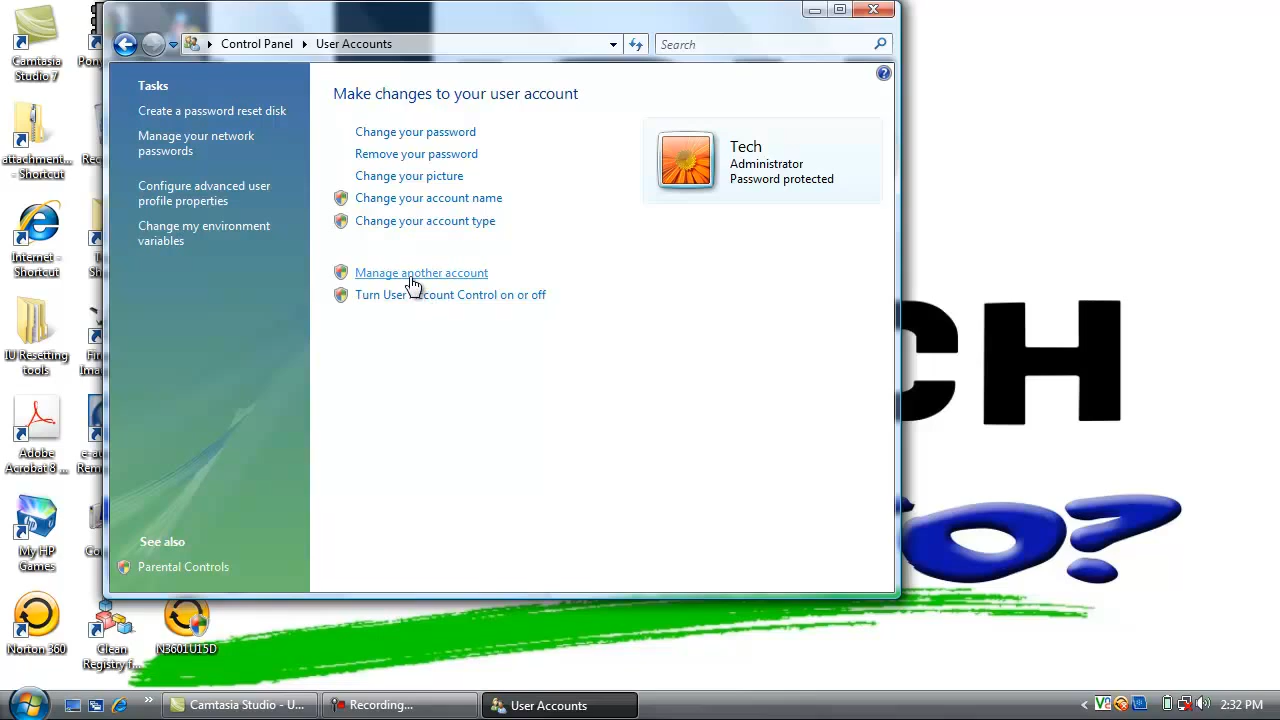 Camtasia
Studio 7
attachment...
- Shortcut
Internet -
Shortcut
IU Resetting
tools
Adobe
Acrobat 8 ...
My HP
Games
Norton 360
Clean
Registry f...
N3601U15D
Control Panel
User Accounts
Search
Tasks
Create a password reset disk
Manage your network
passwords
Configure advanced user
profile properties
Change my environment
variables
See also
Parental Controls
Make changes to your user account
Change your password
Remove your password
Change your picture
Change your account name
Change your account type
Manage another account
Turn User Account Control on or off
Tech
Administrator
Password protected
CH
o?
Camtasia Studio - U...
Recording...
User Accounts
2:32 PM